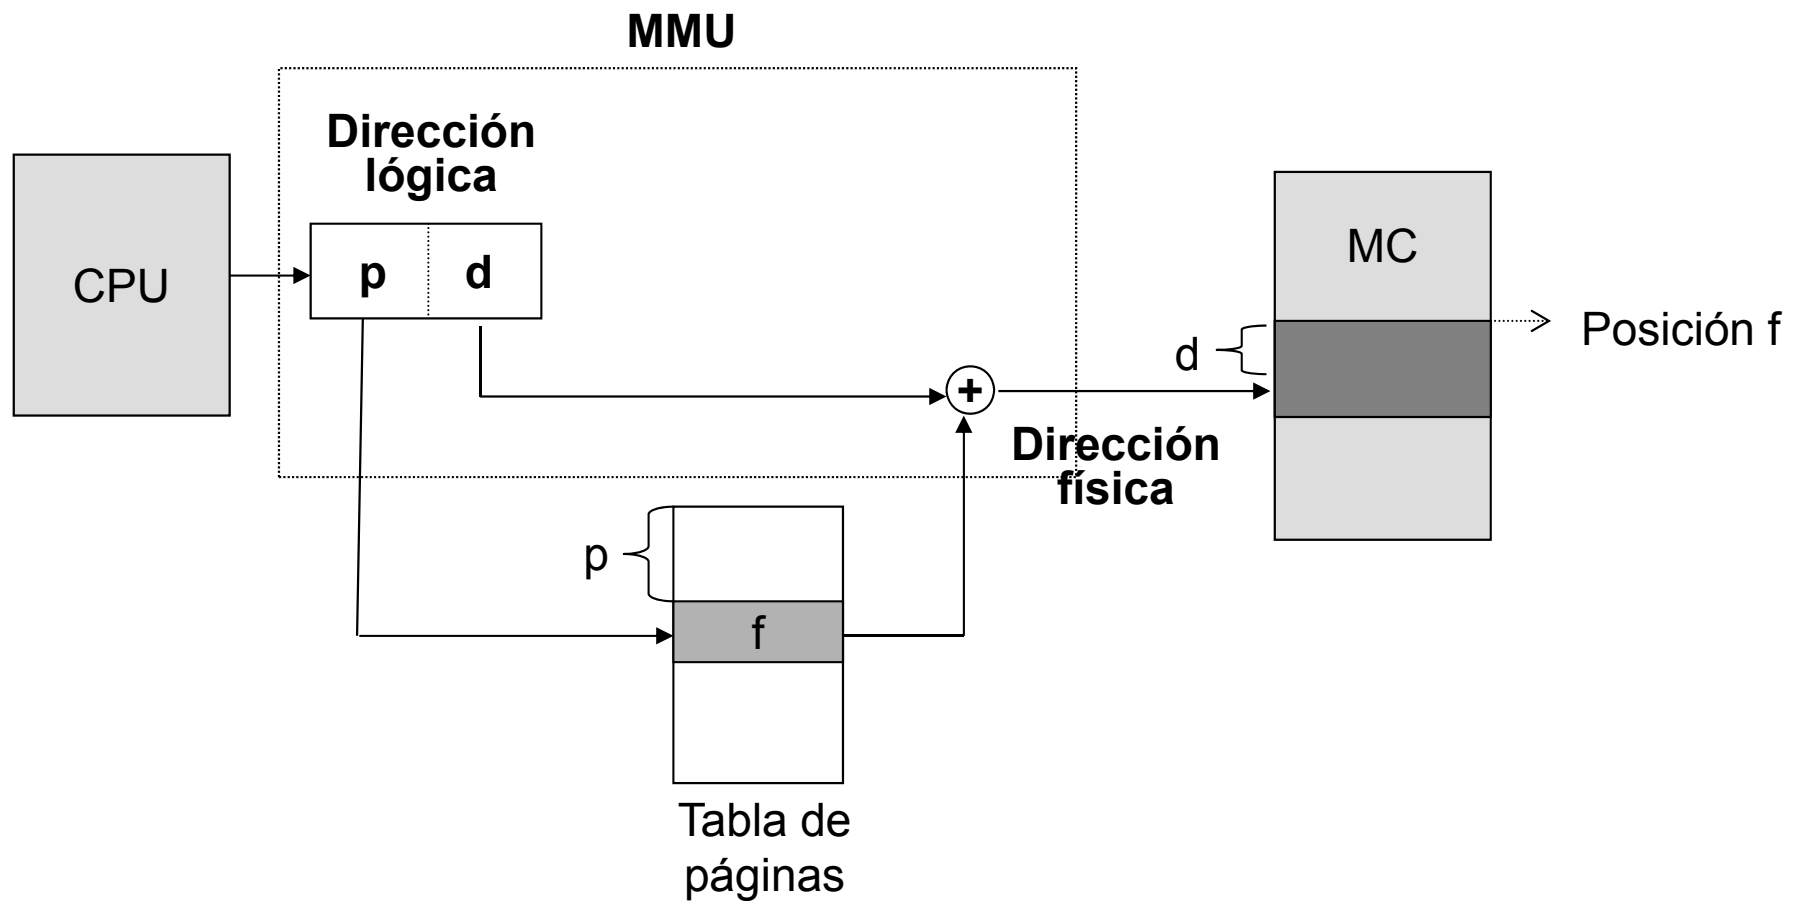 MMU
Dirección
lógica
CPU
p
d
MC
d
Posición f
+
Dirección
física
p
f
Tabla de
páginas